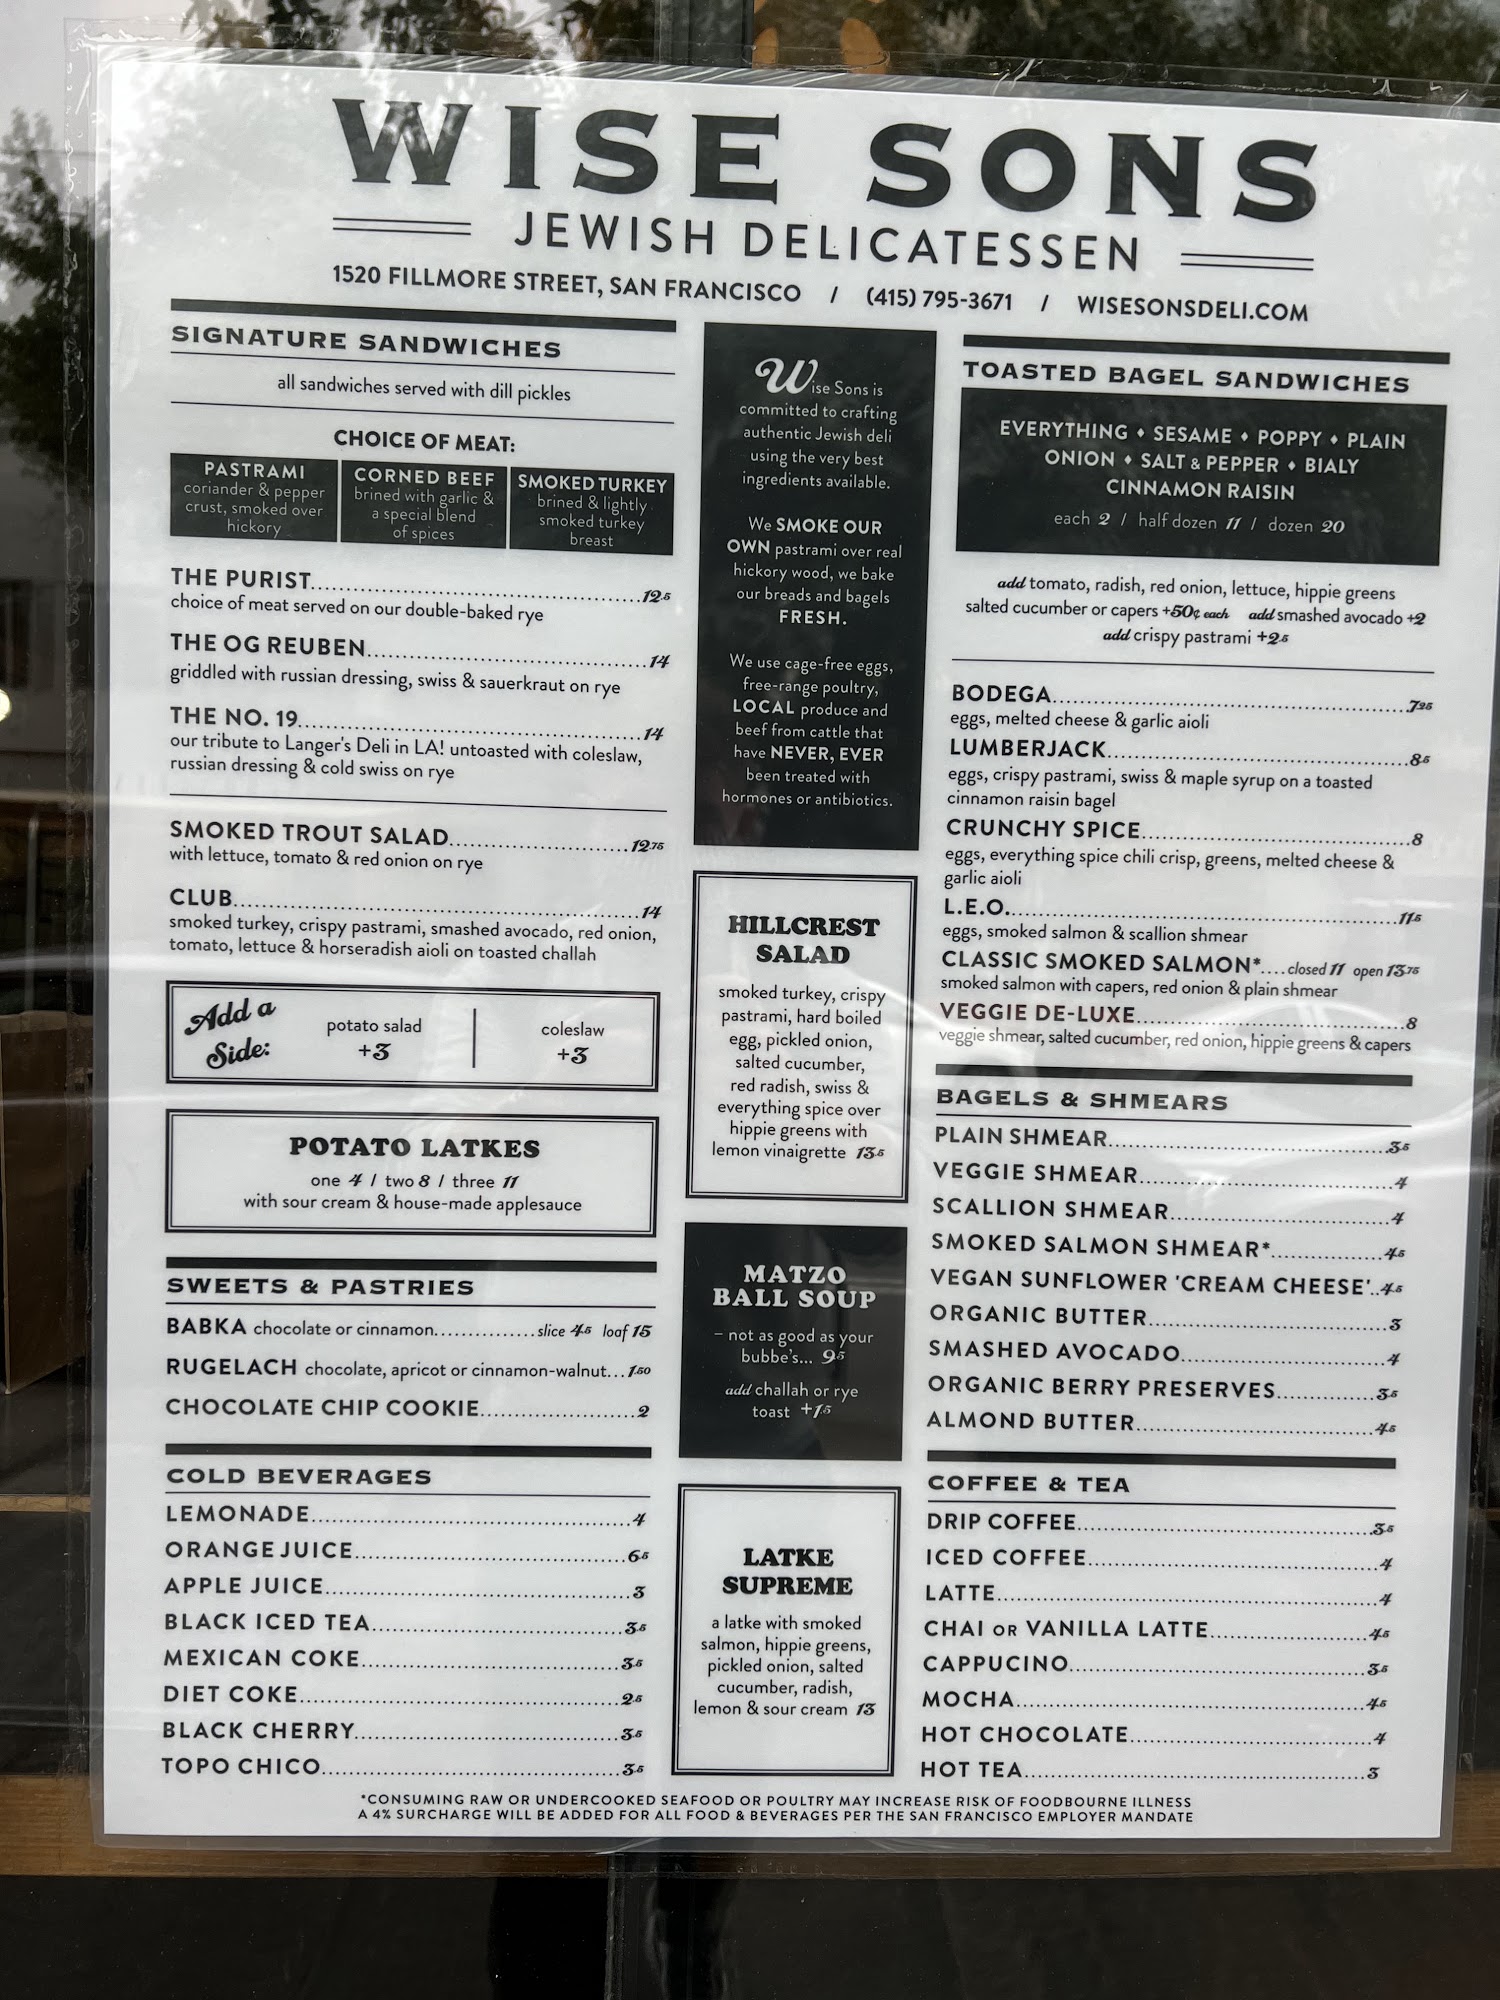 WISE SONS
JEWISH DELICATESSEN
1520 FILLMORE STREET, SAN FRANCISCO / (415) 795-3671 / WISESONSDELI.COM
SIGNATURE SANDWICHES
all sandwiches served with dill pickles
CHOICE OF MEAT:
PASTRAMI
coriander & pepper
crust, smoked over
hickory
CORNED BEEF
brined with garlic &
a special blend
of spices
SMOKED TURKEY
brined & lightly
smoked turkey
breast
THE PURIST 12.5
choice of meat served on our double-baked rye
THE OG REUBEN 14
griddled with russian dressing, swiss & sauerkraut on rye
THE NO. 19 14
our tribute to Langer's Deli in LA! untoasted with coleslaw,
russian dressing & cold swiss on rye
SMOKED TROUT SALAD 12.75
with lettuce, tomato & red onion on rye
CLUB 14
smoked turkey, crispy pastrami, smashed avocado, red onion,
tomato, lettuce & horseradish aioli on toasted challah
Add a
Side:
potato salad
+3
coleslaw
+3
POTATO LATKES
one 4 / two 8 / three 11
with sour cream & house-made applesauce
SWEETS & PASTRIES
BABKA chocolate or cinnamon slice 4.5 loaf 15
RUGELACH chocolate, apricot or cinnamon-walnut 1.50
CHOCOLATE CHIP COOKIE 2
COLD BEVERAGES
LEMONADE 4
ORANGE JUICE 6.5
APPLE JUICE 3
BLACK ICED TEA 3.5
MEXICAN COKE 3.5
DIET COKE 2.5
BLACK CHERRY 3.5
TOPO CHICO 3.5
Wise Sons is
committed to crafting
authentic Jewish deli
using the very best
ingredients available.
We SMOKE OUR
OWN pastrami over real
hickory wood, we bake
our breads and bagels
FRESH.
We use cage-free eggs,
free-range poultry,
LOCAL produce and
beef from cattle that
have NEVER, EVER
been treated with
hormones or antibiotics.
HILLCREST
SALAD
smoked turkey, crispy
pastrami, hard boiled
egg, pickled onion,
salted cucumber,
red radish, swiss &
everything spice over
hippie greens with
lemon vinaigrette 13.5
MATZO
BALL SOUP
– not as good as your
bubbe's... 9.5
add challah or rye
toast +1.5
LATKE
SUPREME
a latke with smoked
salmon, hippie greens,
pickled onion, salted
cucumber, radish,
lemon & sour cream 13
TOASTED BAGEL SANDWICHES
EVERYTHING • SESAME • POPPY • PLAIN
ONION • SALT & PEPPER • BIALY
CINNAMON RAISIN
each 2 / half dozen 11 / dozen 20
add tomato, radish, red onion, lettuce, hippie greens
salted cucumber or capers +50¢ each add smashed avocado +2
add crispy pastrami +2.5
BODEGA 7.25
eggs, melted cheese & garlic aioli
LUMBERJACK 8.5
eggs, crispy pastrami, swiss & maple syrup on a toasted
cinnamon raisin bagel
CRUNCHY SPICE 8
eggs, everything spice chili crisp, greens, melted cheese &
garlic aioli
L.E.O. 11.5
eggs, smoked salmon & scallion shmear
CLASSIC SMOKED SALMON* closed 11 open 13.75
smoked salmon with capers, red onion & plain shmear
VEGGIE DE-LUXE 8
veggie shmear, salted cucumber, red onion, hippie greens & capers
BAGELS & SHMEARS
PLAIN SHMEAR 3.5
VEGGIE SHMEAR 4
SCALLION SHMEAR 4
SMOKED SALMON SHMEAR* 4.5
VEGAN SUNFLOWER 'CREAM CHEESE' 4.5
ORGANIC BUTTER 3
SMASHED AVOCADO 4
ORGANIC BERRY PRESERVES 3.5
ALMOND BUTTER 4.5
COFFEE & TEA
DRIP COFFEE 3.5
ICED COFFEE 4
LATTE 4
CHAI OR VANILLA LATTE 4.5
CAPPUCINO 3.5
MOCHA 4.5
HOT CHOCOLATE 4
HOT TEA 3
*CONSUMING RAW OR UNDERCOOKED SEAFOOD OR POULTRY MAY INCREASE RISK OF FOODBOURNE ILLNESS
A 4% SURCHARGE WILL BE ADDED FOR ALL FOOD & BEVERAGES PER THE SAN FRANCISCO EMPLOYER MANDATE